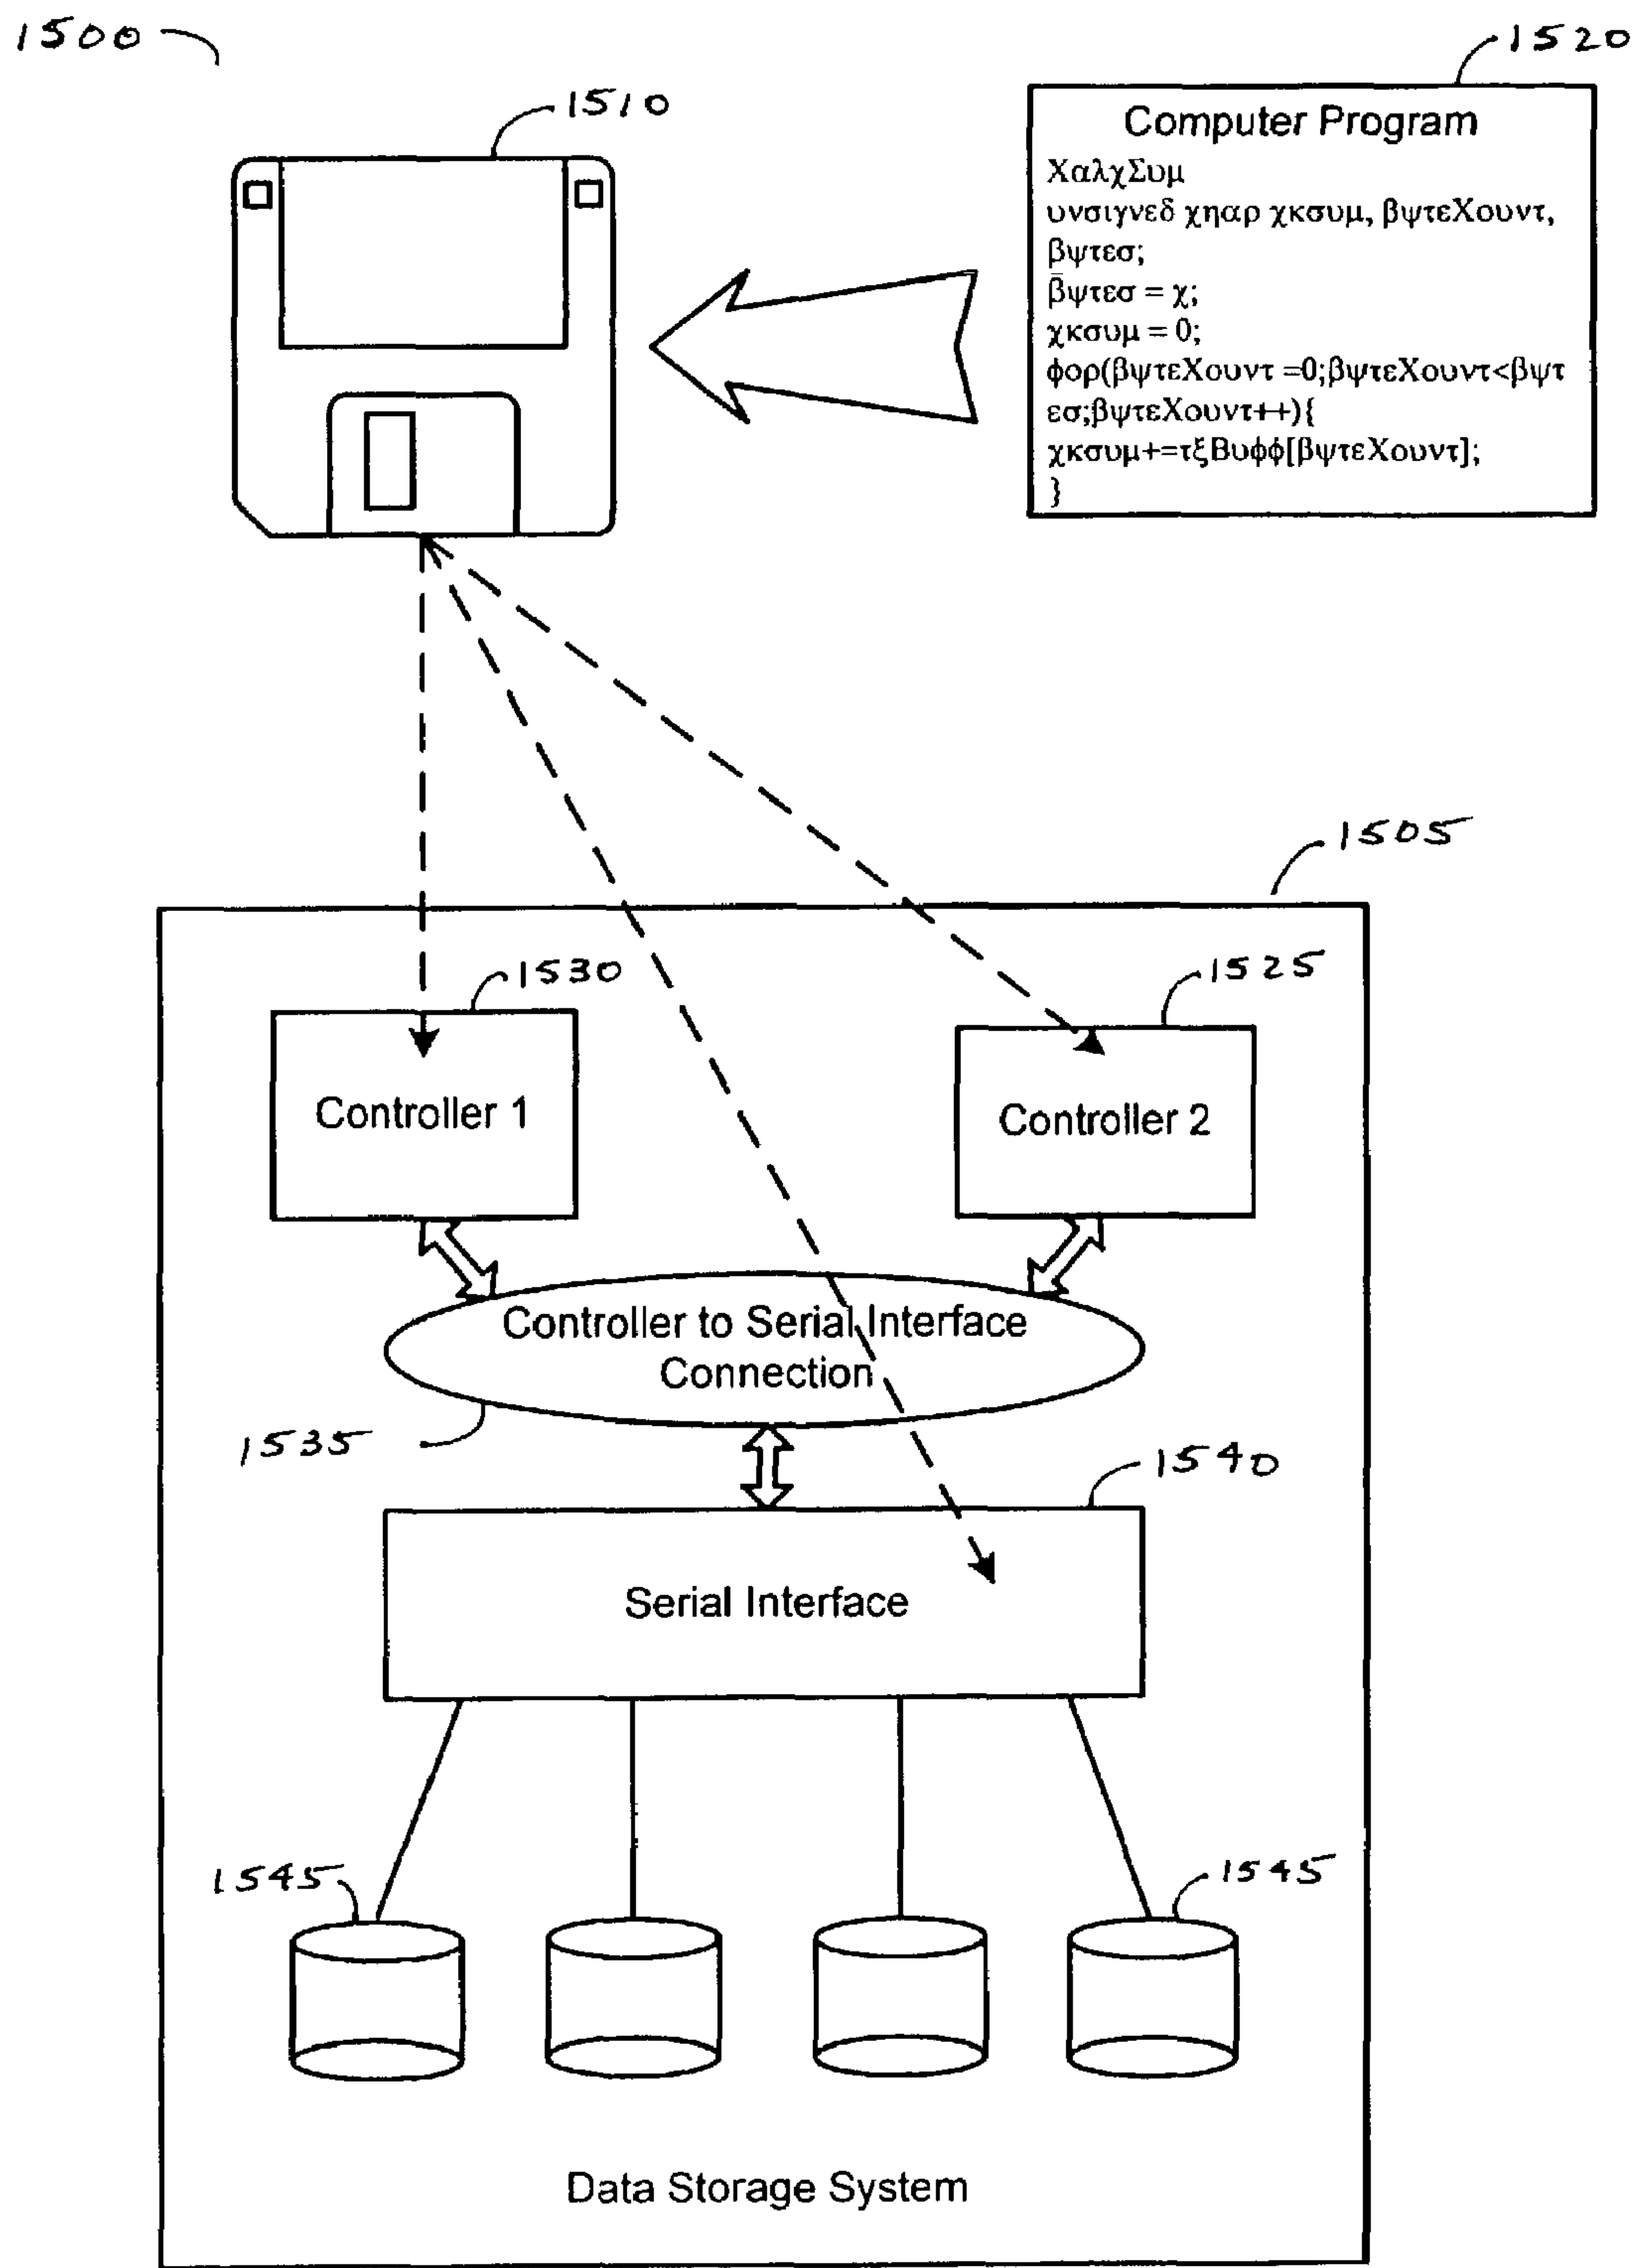 1500
1510
1520
Computer Program
ΧαλχΣυμ
υνσιγνεδ χηαρ χκσυμ, βψτεΧουντ,
βψτεσ;
βψτεσ = χ;
χκσυμ = 0;
φορ(βψτεΧουντ =0;βψτεΧουντ<βψτ
εσ;βψτεΧουντ++){
χκσυμ+=τξΒυφφ[βψτεΧουντ];
}
1505
1530
1525
Controller 1
Controller 2
Controller to Serial Interface
Connection
1535
1540
Serial Interface
1545
1545
Data Storage System